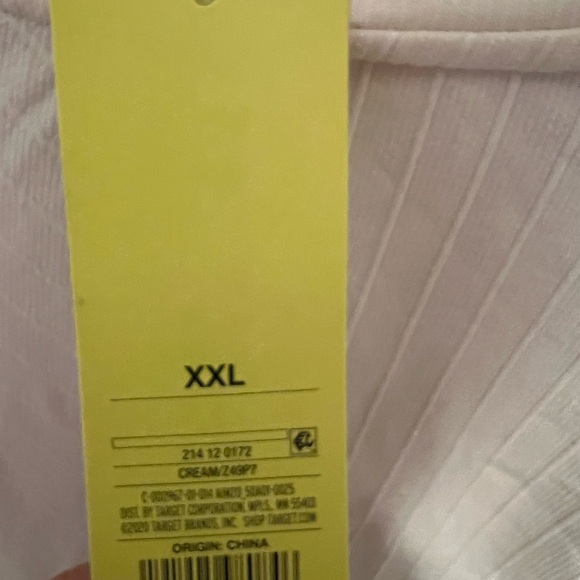 XXL
214 12 0172
CREAM/Z49P7
DIST. BY TARGET CORPORATION, MPLS., MN 55403
©2020 TARGET BRANDS, INC SHOP TARGET.COM
ORIGIN: CHINA